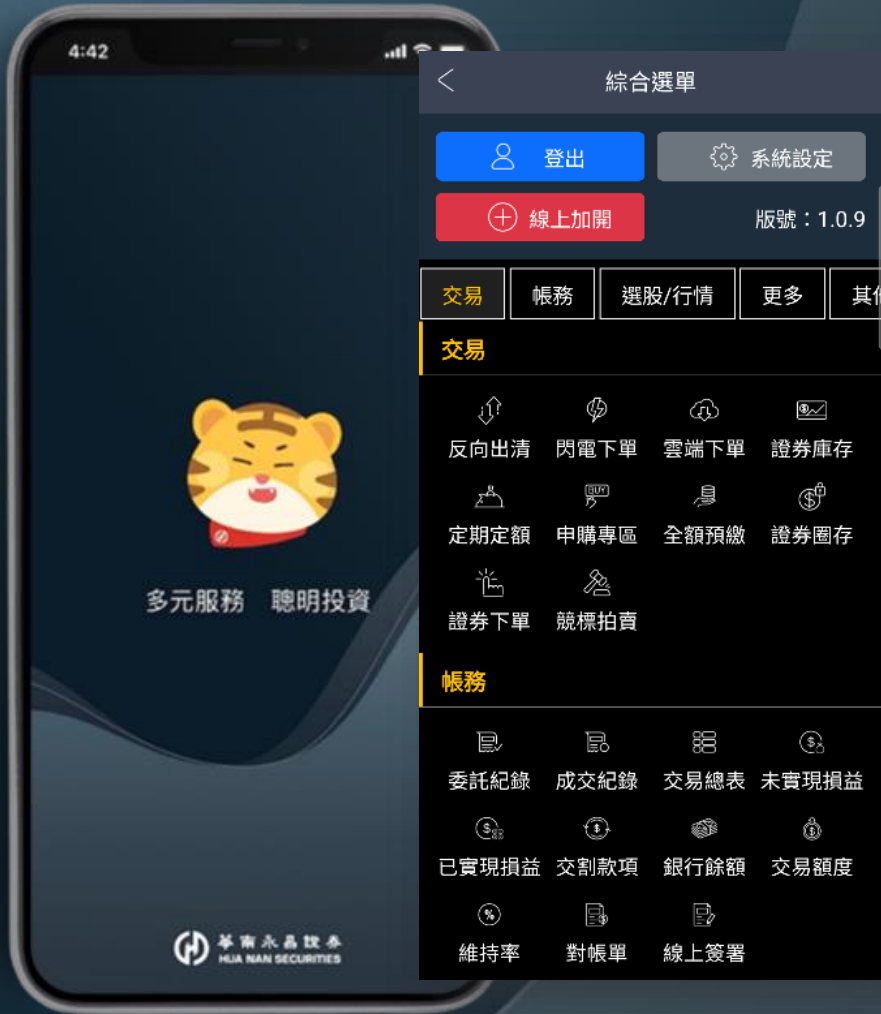 4:42
多元服務 聰明投資
華南永昌證券
HUA NAN SECURITIES
綜合選單
登出 系統設定
線上加開 版號：1.0.9
交易 帳務 選股/行情 更多
交易
反向出清 閃電下單 雲端下單 證券庫存
BUY
定期定額 申購專區 全額預繳 證券圈存
證券下單 競標拍賣
帳務
委託紀錄 成交紀錄 交易總表 未實現損益
已實現損益 交割款項 銀行餘額 交易額度
維持率 對帳單 線上簽署